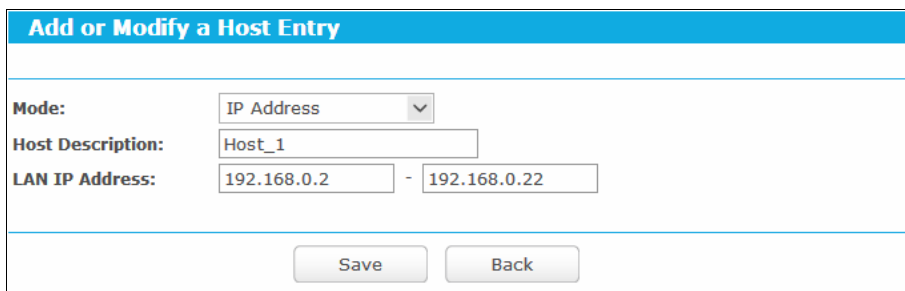 Add or Modify a Host Entry
Mode: IP Address
Host Description: Host_1
LAN IP Address: 192.168.0.2 - 192.168.0.22
Save Back